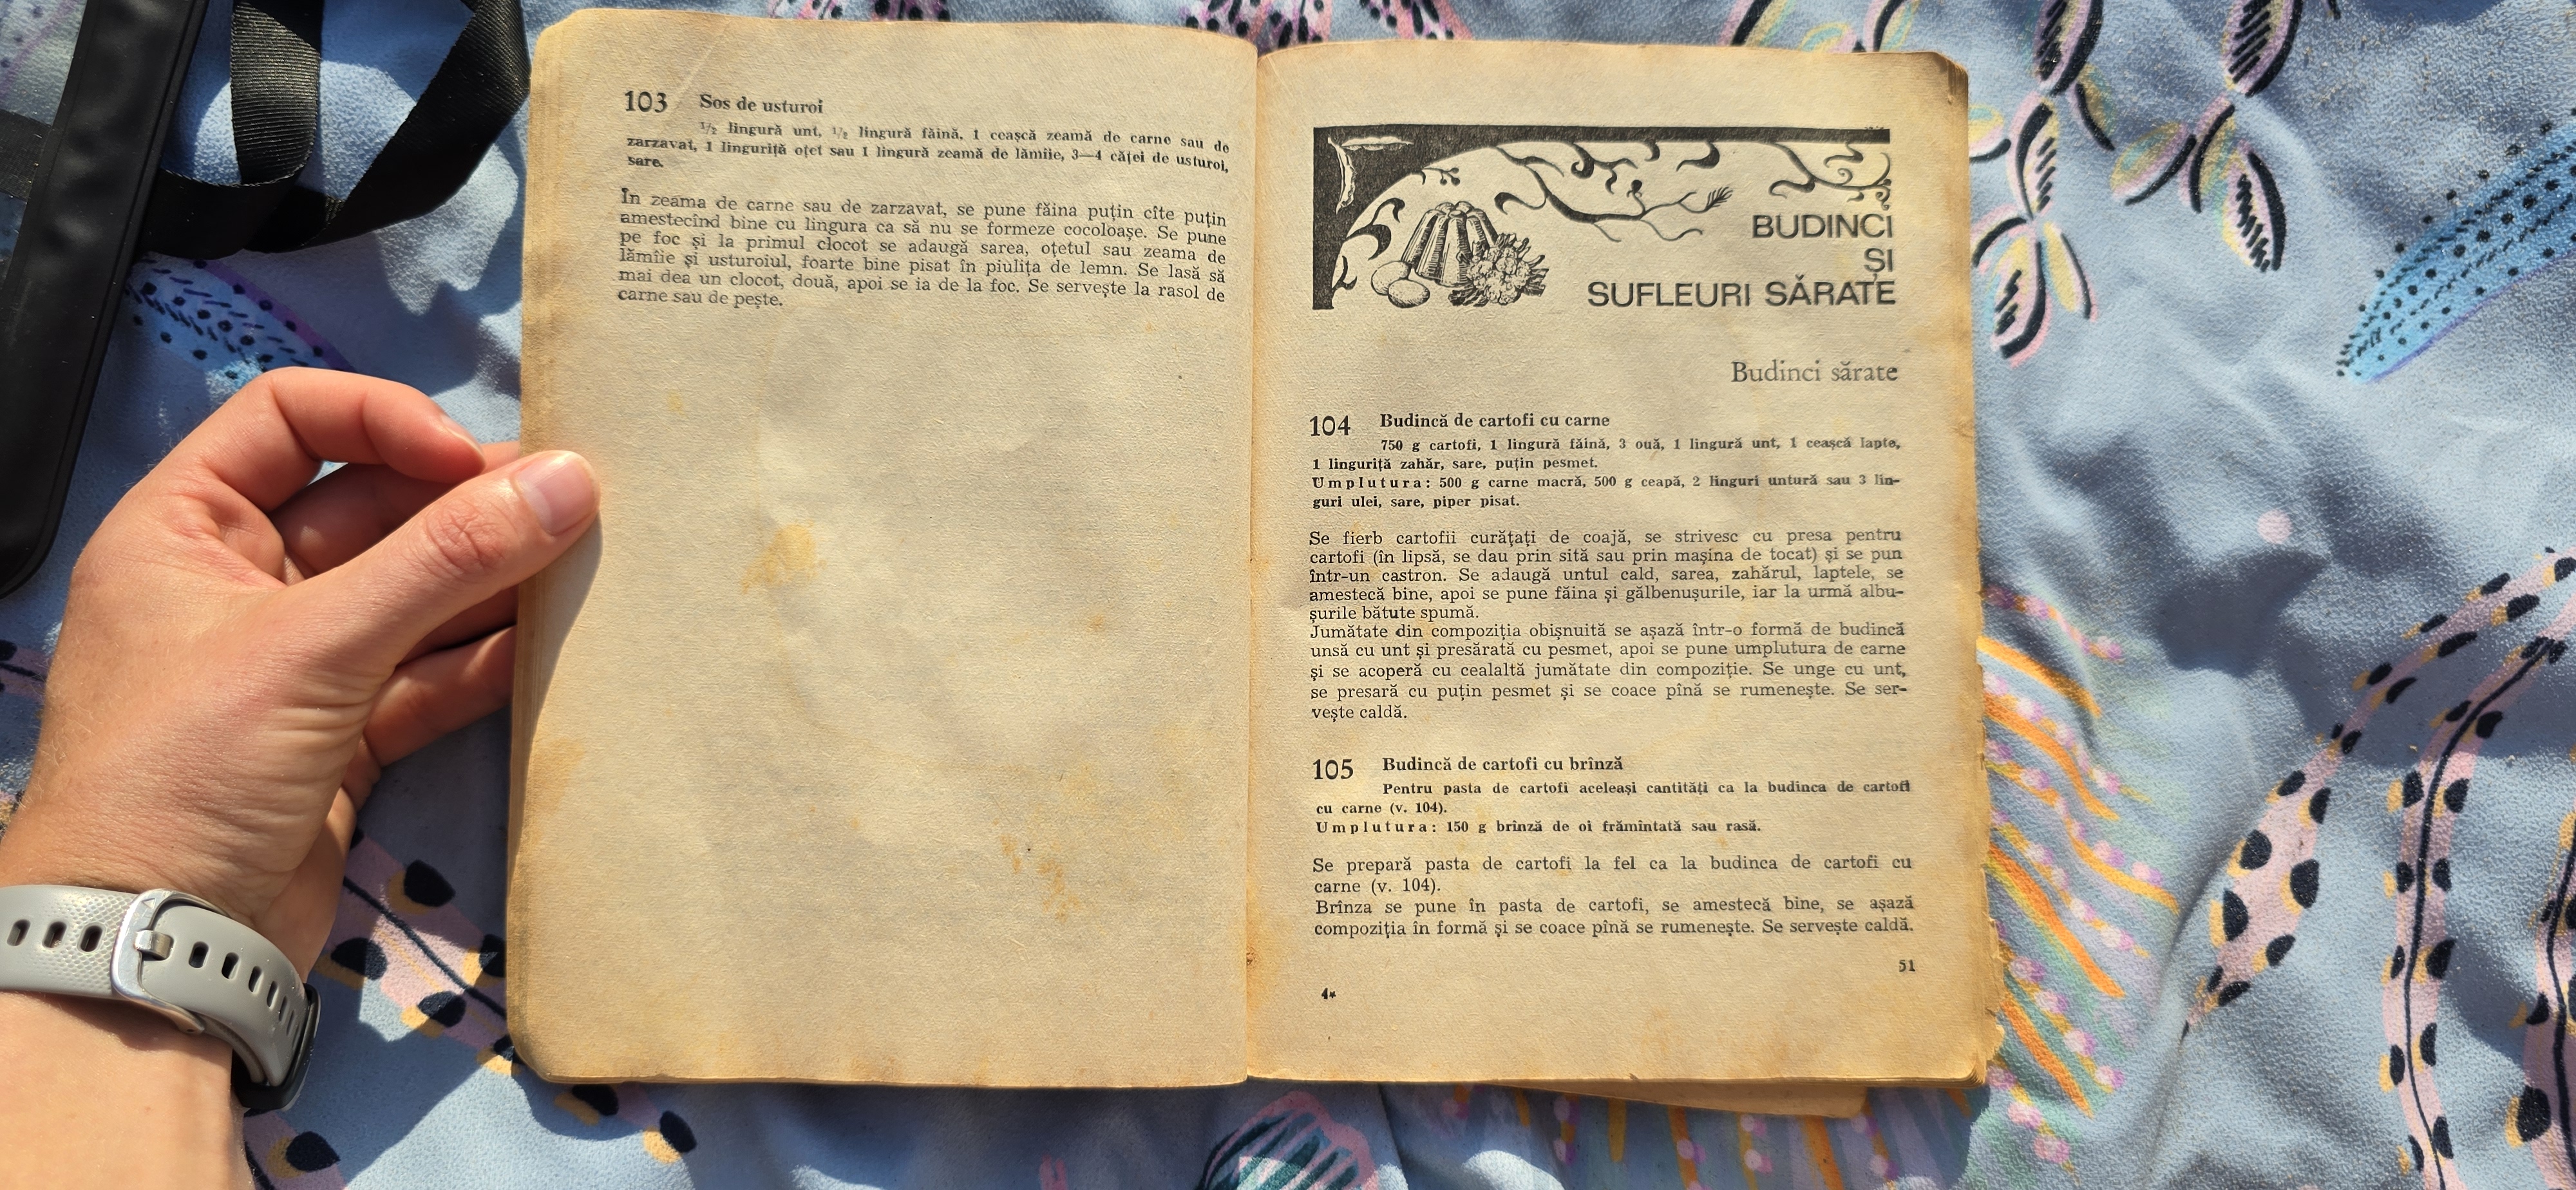 103 Sos de usturoi
½ lingură unt, ½ lingură făină, 1 ceașcă zeamă de carne sau de
zarzavat, 1 linguriță oțet sau 1 lingură zeamă de lămîie, 3—4 căței de usturoi,
sare.
În zeama de carne sau de zarzavat, se pune făina puțin cîte puțin
amestecînd bine cu lingura ca să nu se formeze cocoloașe. Se pune
pe foc și la primul clocot se adaugă sarea, oțetul sau zeama de
lămîie și usturoiul, foarte bine pisat în piulița de lemn. Se lasă să
mai dea un clocot, două, apoi se ia de la foc. Se servește la rasol de
carne sau de pește.
BUDINCI
ȘI
SUFLEURI SĂRATE
Budinci sărate
104 Budincă de cartofi cu carne
750 g cartofi, 1 lingură făină, 3 ouă, 1 lingură unt, 1 ceașcă lapte,
1 linguriță zahăr, sare, puțin pesmet.
Umplutura: 500 g carne macră, 500 g ceapă, 2 linguri untură sau 3 lin-
guri ulei, sare, piper pisat.
Se fierb cartofii curățați de coajă, se strivesc cu presa pentru
cartofi (în lipsă, se dau prin sită sau prin mașina de tocat) și se pun
într-un castron. Se adaugă untul cald, sarea, zahărul, laptele, se
amestecă bine, apoi se pune făina și gălbenușurile, iar la urmă albu-
șurile bătute spumă.
Jumătate din compoziția obișnuită se așază într-o formă de budincă
unsă cu unt și presărată cu pesmet, apoi se pune umplutura de carne
și se acoperă cu cealaltă jumătate din compoziție. Se unge cu unt,
se presară cu puțin pesmet și se coace pînă se rumenește. Se ser-
vește caldă.
105 Budincă de cartofi cu brînză
Pentru pasta de cartofi aceleași cantități ca la budinca de cartofi
cu carne (v. 104).
Umplutura: 150 g brînză de oi frămîntată sau rasă.
Se prepară pasta de cartofi la fel ca la budinca de cartofi cu
carne (v. 104).
Brînza se pune în pasta de cartofi, se amestecă bine, se așază
compoziția în formă și se coace pînă se rumenește. Se servește caldă.
51
4*